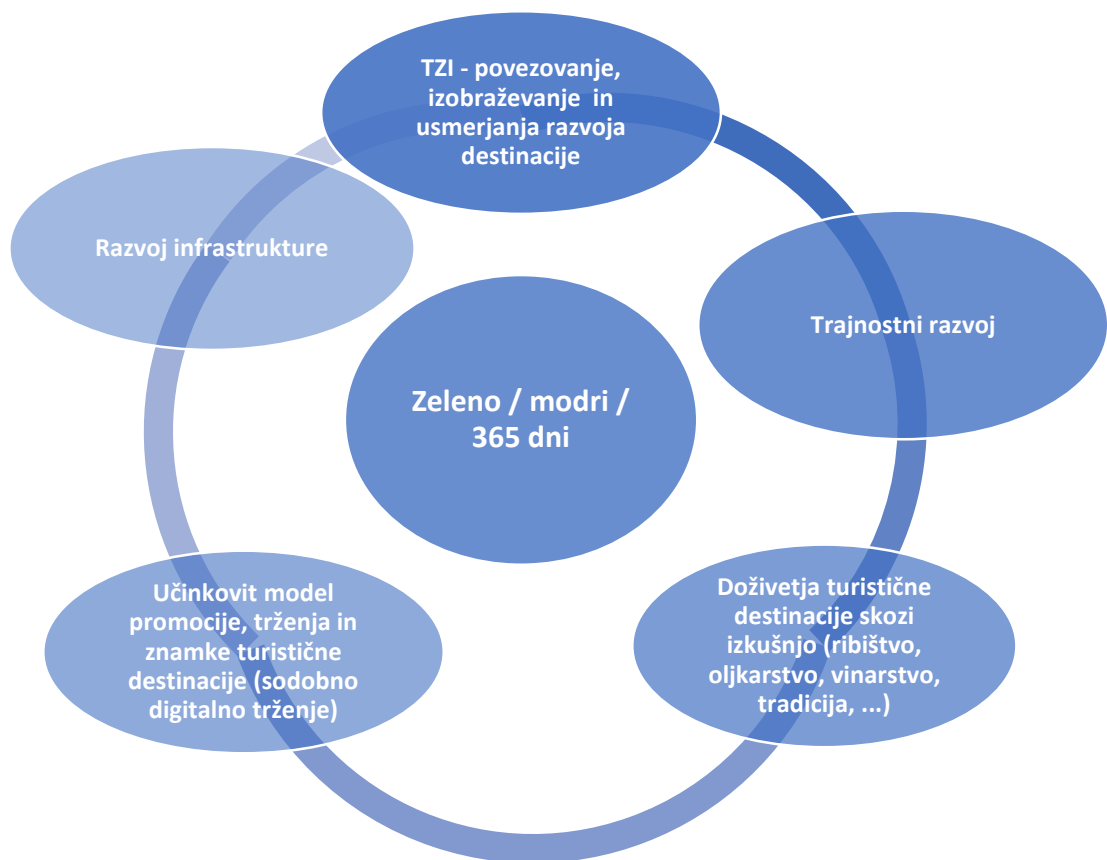 TZI - povezovanje,
izobraževanje  in
usmerjanja razvoja
destinacije
Razvoj infrastrukture
Trajnostni razvoj
Zeleno / modri /
365 dni
Učinkovit model
promocije, trženja in
znamke turistične
destinacije (sodobno
digitalno trženje)
Doživetja turistične
destinacije skozi
izkušnjo (ribištvo,
oljkarstvo, vinarstvo,
tradicija, ...)